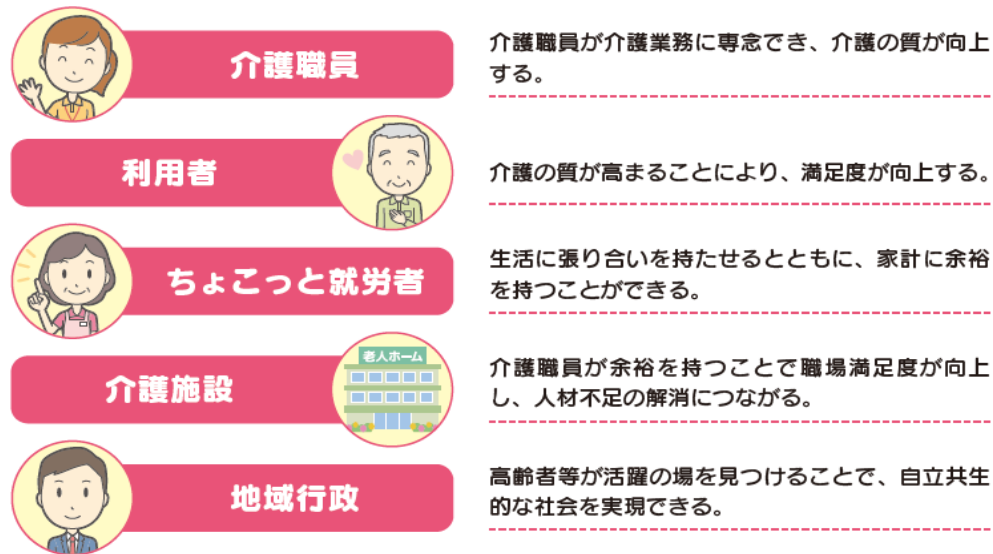 介護職員
介護職員が介護業務に専念でき、介護の質が向上
する。
利用者
介護の質が高まることにより、満足度が向上する。
ちょこっと就労者
生活に張り合いを持たせるとともに、家計に余裕
を持つことができる。
介護施設
老人ホーム
介護職員が余裕を持つことで職場満足度が向上
し、人材不足の解消につながる。
地域行政
高齢者等が活躍の場を見つけることで、自立共生
的な社会を実現できる。